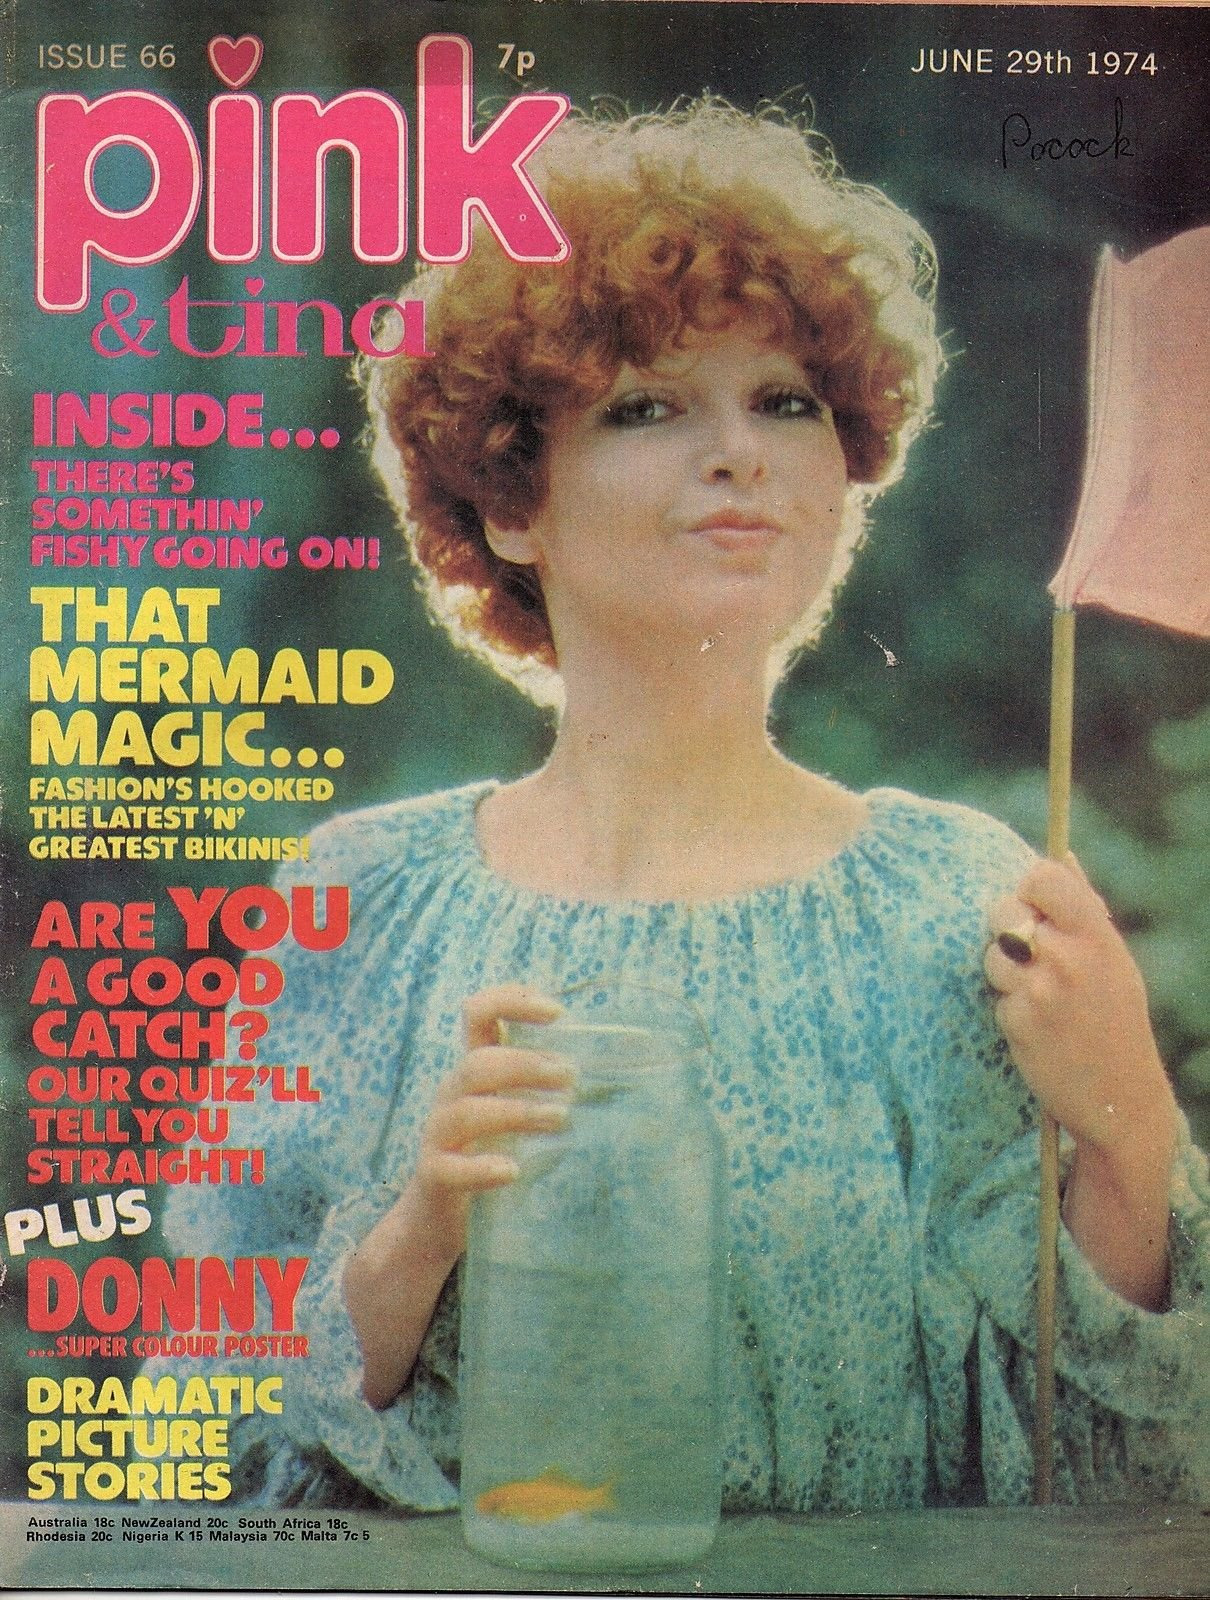 ISSUE 66
7p
JUNE 29th 1974
Pocock
pink
& tina
INSIDE...
THERE'S
SOMETHIN'
FISHY GOING ON!
THAT
MERMAID
MAGIC...
FASHION'S HOOKED
THE LATEST 'N'
GREATEST BIKINIS!
ARE YOU
A GOOD
CATCH?
OUR QUIZ'LL
TELL YOU
STRAIGHT!
PLUS
DONNY
...SUPER COLOUR POSTER
DRAMATIC
PICTURE
STORIES
Australia 18c NewZealand 20c South Africa 18c
Rhodesia 20c Nigeria K 15 Malaysia 70c Malta 7c 5